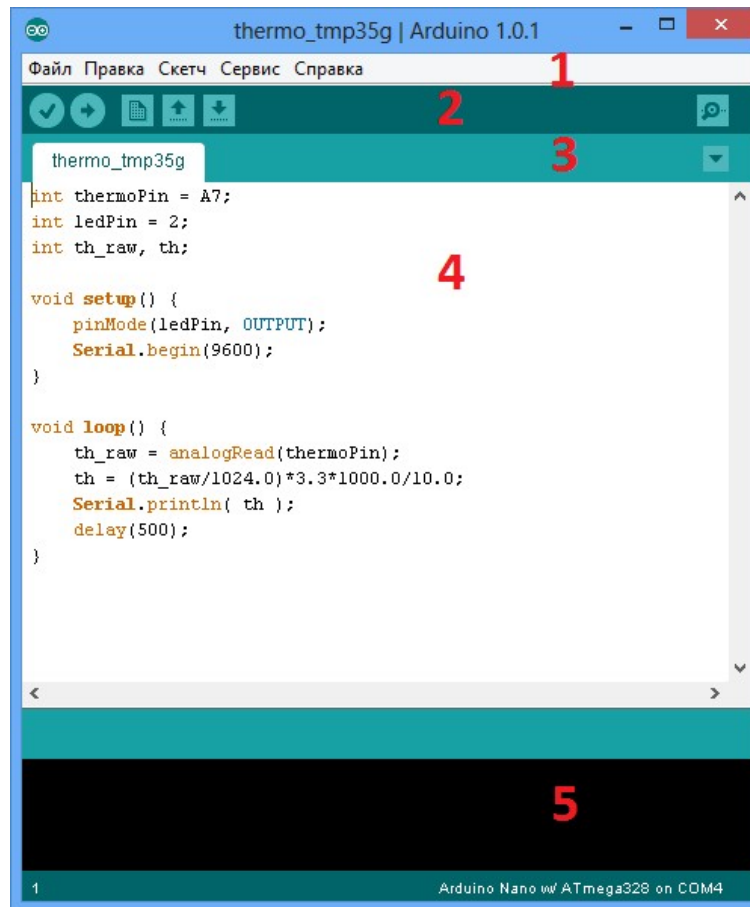 thermo_tmp35g | Arduino 1.0.1
Файл Правка Скетч Сервис Справка
1
2
thermo_tmp35g
3
int thermoPin = A7;
int ledPin = 2;
int th_raw, th;
4
void setup() {
    pinMode(ledPin, OUTPUT);
    Serial.begin(9600);
}
void loop() {
    th_raw = analogRead(thermoPin);
    th = (th_raw/1024.0)*3.3*1000.0/10.0;
    Serial.println( th );
    delay(500);
}
5
1 Arduino Nano w/ ATmega328 on COM4